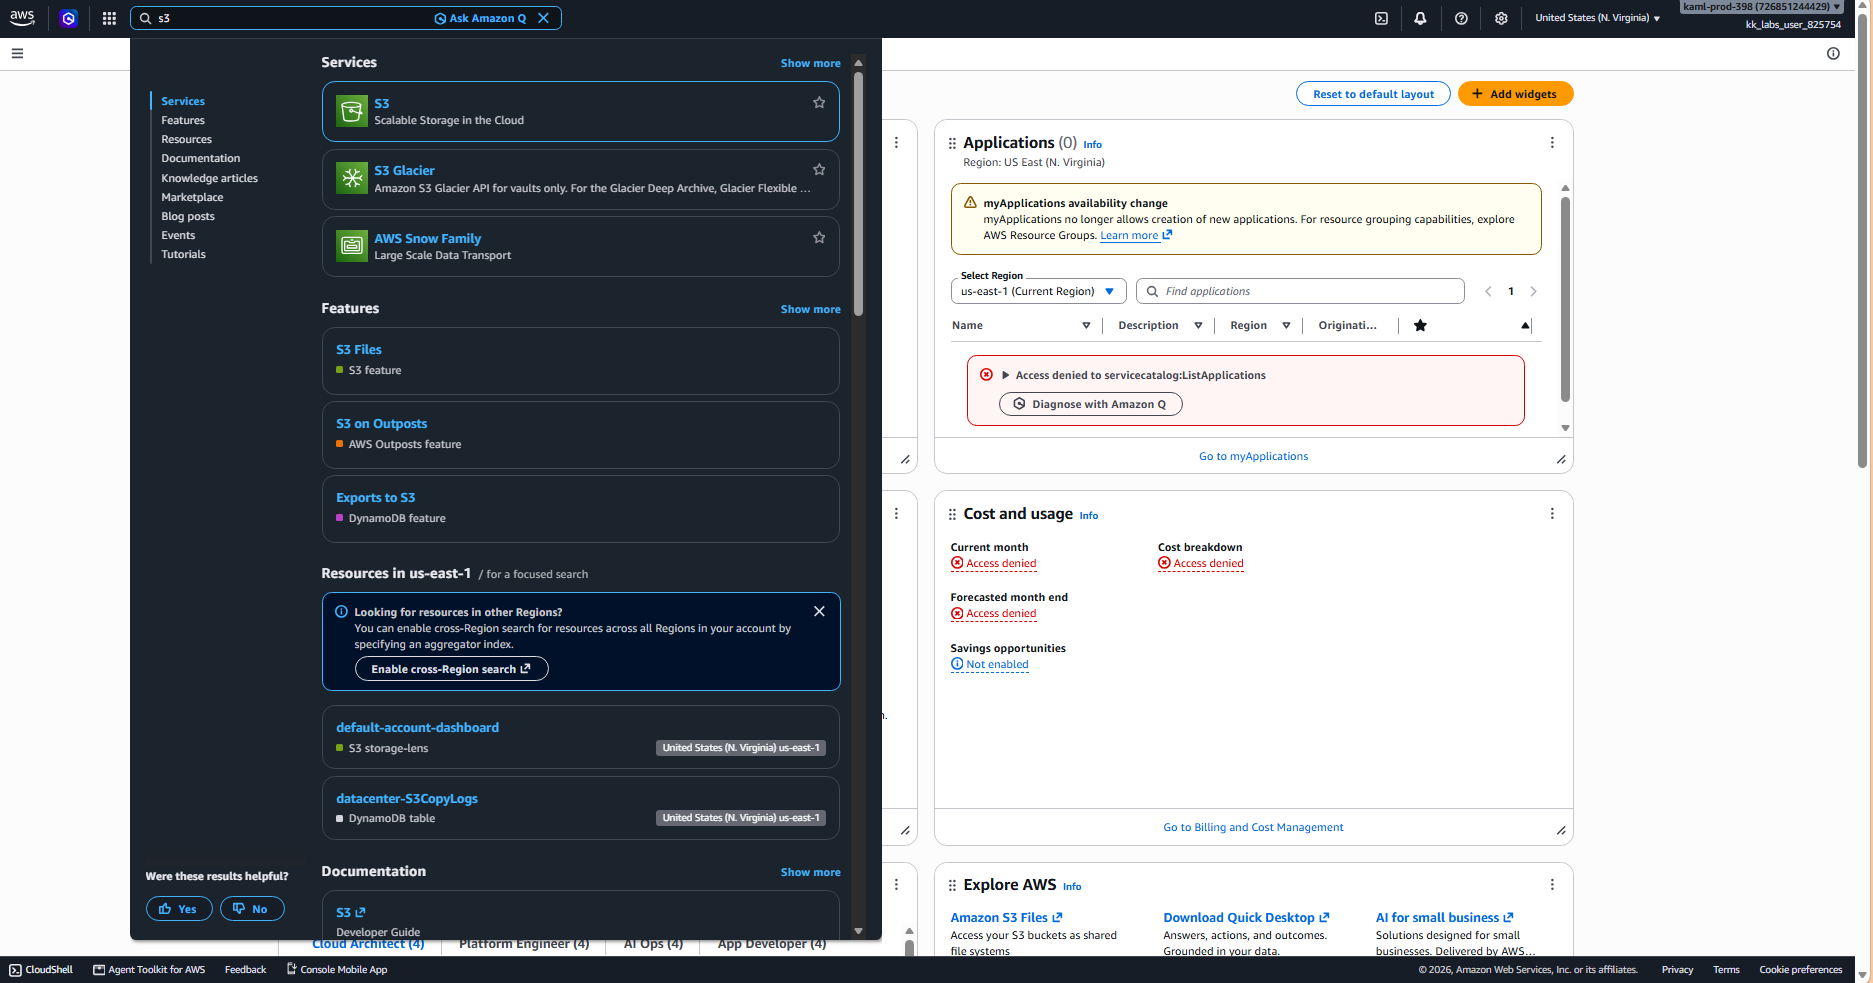 aws
s3
Ask Amazon Q
United States (N. Virginia)
kaml-prod-398 (726851244429)
kk_labs_user_825754
Services
Features
Resources
Documentation
Knowledge articles
Marketplace
Blog posts
Events
Tutorials
Were these results helpful?
Yes
No
Services
Show more
S3
Scalable Storage in the Cloud
S3 Glacier
Amazon S3 Glacier API for vaults only. For the Glacier Deep Archive, Glacier Flexible ...
AWS Snow Family
Large Scale Data Transport
Features
Show more
S3 Files
S3 feature
S3 on Outposts
AWS Outposts feature
Exports to S3
DynamoDB feature
Resources in us-east-1 / for a focused search
Looking for resources in other Regions?
You can enable cross-Region search for resources across all Regions in your account by
specifying an aggregator index.
Enable cross-Region search
default-account-dashboard
S3 storage-lens
United States (N. Virginia) us-east-1
datacenter-S3CopyLogs
DynamoDB table
United States (N. Virginia) us-east-1
Documentation
Show more
S3
Developer Guide
Cloud Architect (4)
Platform Engineer (4)
AI Ops (4)
App Developer (4)
n.
Reset to default layout
+ Add widgets
Applications (0) Info
Region: US East (N. Virginia)
myApplications availability change
myApplications no longer allows creation of new applications. For resource grouping capabilities, explore
AWS Resource Groups. Learn more
Select Region
us-east-1 (Current Region)
Find applications
1
Name
Description
Region
Originati...
Access denied to servicecatalog:ListApplications
Diagnose with Amazon Q
Go to myApplications
Cost and usage Info
Current month
Access denied
Cost breakdown
Access denied
Forecasted month end
Access denied
Savings opportunities
Not enabled
Go to Billing and Cost Management
Explore AWS Info
Amazon S3 Files
Access your S3 buckets as shared
file systems
Download Quick Desktop
Answers, actions, and outcomes.
Grounded in your data.
AI for small business
Solutions designed for small
businesses. Delivered by AWS...
CloudShell
Agent Toolkit for AWS
Feedback
Console Mobile App
© 2026, Amazon Web Services, Inc. or its affiliates.
Privacy
Terms
Cookie preferences